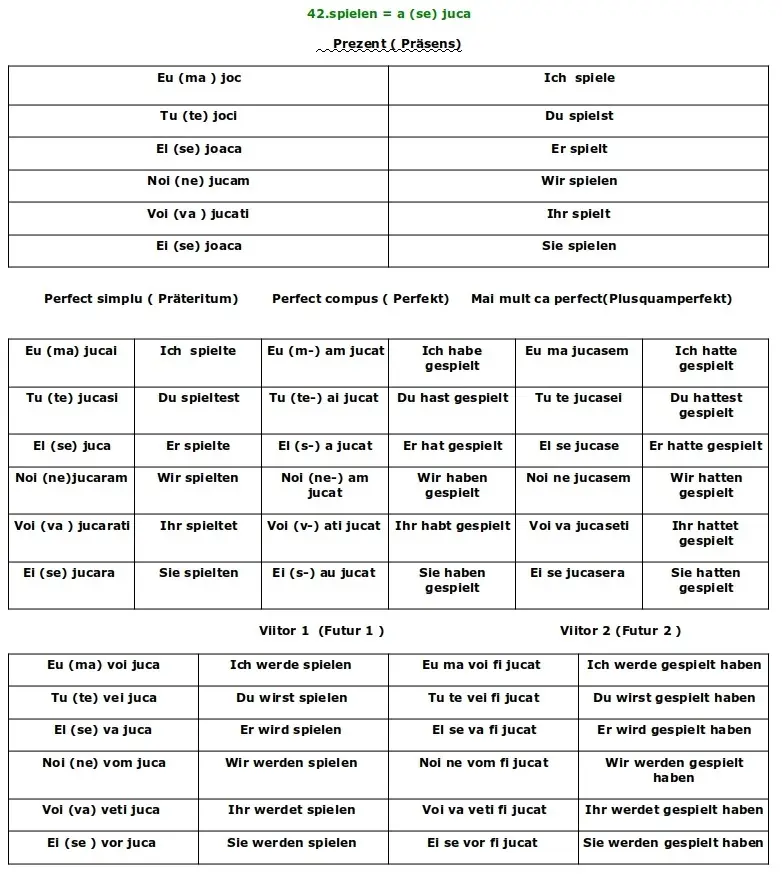 42.spielen = a (se) juca
Prezent ( Präsens)
Eu (ma ) joc Ich spiele
Tu (te) joci Du spielst
El (se) joaca Er spielt
Noi (ne) jucam Wir spielen
Voi (va ) jucati Ihr spielt
Ei (se) joaca Sie spielen
Perfect simplu ( Präteritum) Perfect compus ( Perfekt) Mai mult ca perfect(Plusquamperfekt)
Eu (ma) jucai Ich spielte Eu (m-) am jucat Ich habe Eu ma jucasem Ich hatte
gespielt gespielt
Tu (te) jucasi Du spieltest Tu (te-) ai jucat Du hast gespielt Tu te jucasei Du hattest
gespielt
El (se) juca Er spielte El (s-) a jucat Er hat gespielt El se jucase Er hatte gespielt
Noi (ne)jucaram Wir spielten Noi (ne-) am Wir haben Noi ne jucasem Wir hatten
jucat gespielt gespielt
Voi (va ) jucarati Ihr spieltet Voi (v-) ati jucat Ihr habt gespielt Voi va jucaseti Ihr hattet
gespielt
Ei (se) jucara Sie spielten Ei (s-) au jucat Sie haben Ei se jucasera Sie hatten
gespielt gespielt
Viitor 1 (Futur 1 ) Viitor 2 (Futur 2 )
Eu (ma) voi juca Ich werde spielen Eu ma voi fi jucat Ich werde gespielt haben
Tu (te) vei juca Du wirst spielen Tu te vei fi jucat Du wirst gespielt haben
El (se) va juca Er wird spielen El se va fi jucat Er wird gespielt haben
Noi (ne) vom juca Wir werden spielen Noi ne vom fi jucat Wir werden gespielt
haben
Voi (va) veti juca Ihr werdet spielen Voi va veti fi jucat Ihr werdet gespielt haben
Ei (se ) vor juca Sie werden spielen Ei se vor fi jucat Sie werden gespielt haben